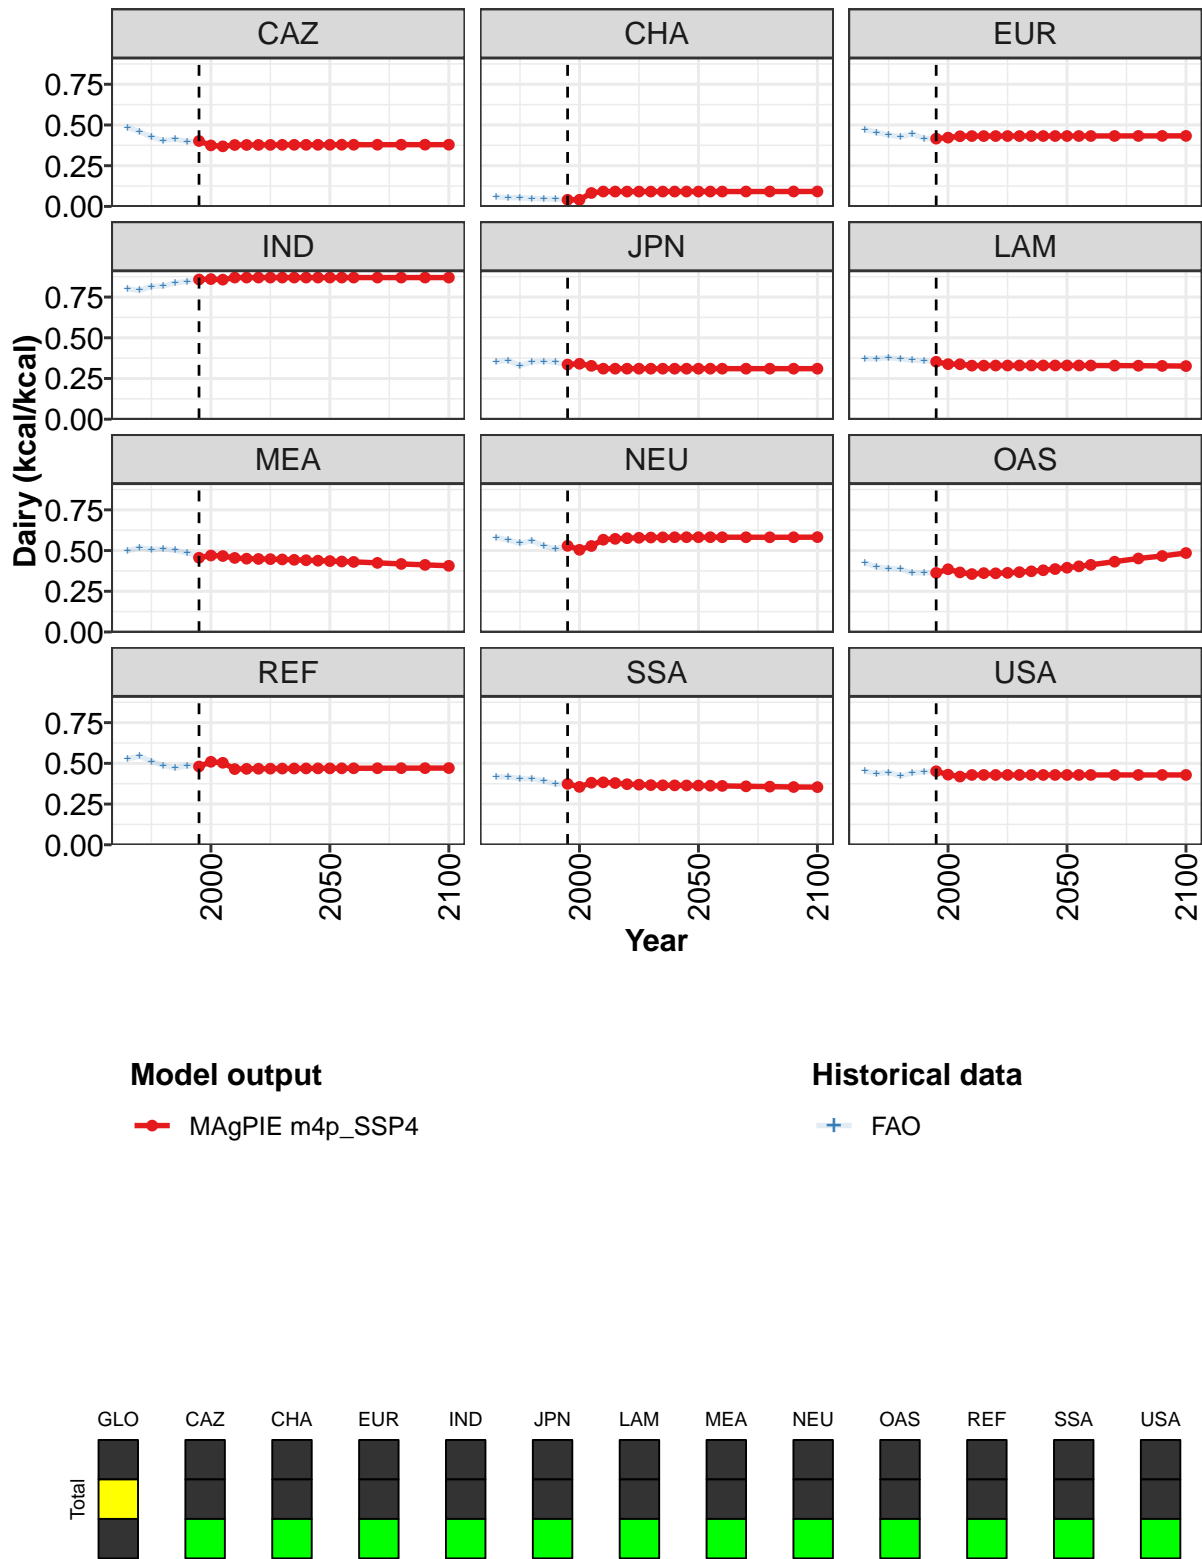 CAZ CHA EUR
0.75
0.50
0.25
0.00
IND JPN LAM
0.75
0.50
0.25
0.00
MEA NEU OAS
0.75
0.50
0.25
0.00
REF SSA USA
0.75
0.50
0.25
0.00
Dairy (kcal/kcal)
2000 2050 2100 2000 2050 2100 2000 2050 2100
Year
Model output
MAgPIE m4p_SSP4
Historical data
FAO
GLO CAZ CHA EUR IND JPN LAM MEA NEU OAS REF SSA USA
Total